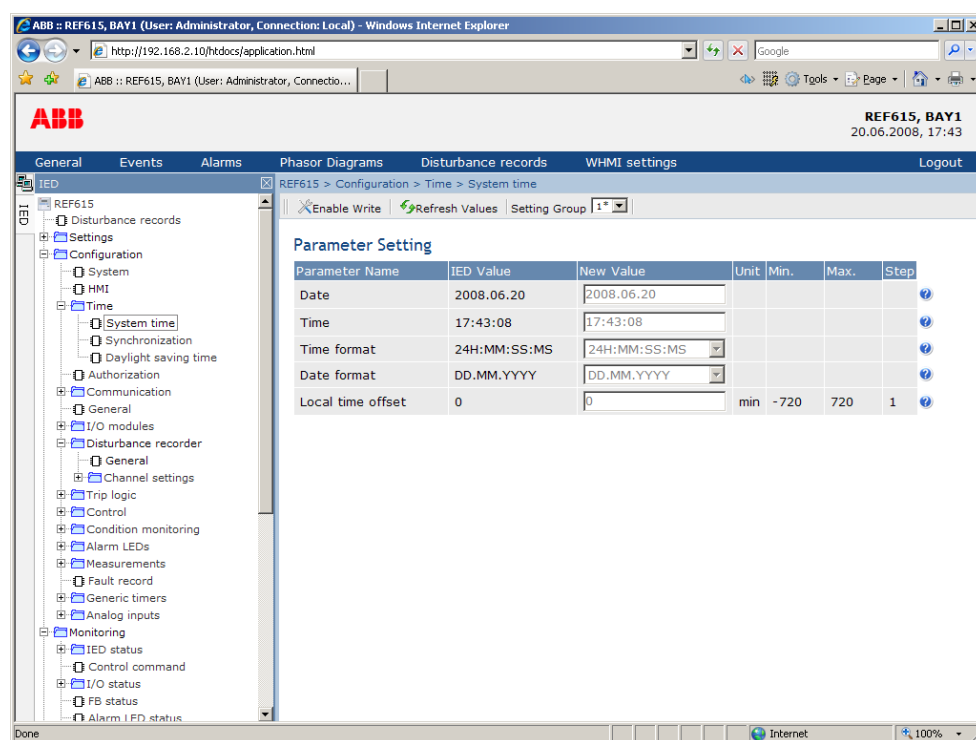 ABB :: REF615, BAY1 (User: Administrator, Connection: Local) - Windows Internet Explorer
http://192.168.2.10/htdocs/application.html
Google
ABB :: REF615, BAY1 (User: Administrator, Connectio...
Tools
Page
ABB
REF615, BAY1
20.06.2008, 17:43
General Events Alarms Phasor Diagrams Disturbance records WHMI settings Logout
IED
IED
REF615 > Configuration > Time > System time
Enable Write Refresh Values Setting Group 1*
REF615
Disturbance records
Settings
Configuration
System
HMI
Time
System time
Synchronization
Daylight saving time
Authorization
Communication
General
I/O modules
Disturbance recorder
General
Channel settings
Trip logic
Control
Condition monitoring
Alarm LEDs
Measurements
Fault record
Generic timers
Analog inputs
Monitoring
IED status
Control command
I/O status
FB status
Alarm LED status
Parameter Setting
Parameter Name IED Value New Value Unit Min. Max. Step
Date 2008.06.20 2008.06.20
Time 17:43:08 17:43:08
Time format 24H:MM:SS:MS 24H:MM:SS:MS
Date format DD.MM.YYYY DD.MM.YYYY
Local time offset 0 0 min -720 720 1
Done Internet 100%